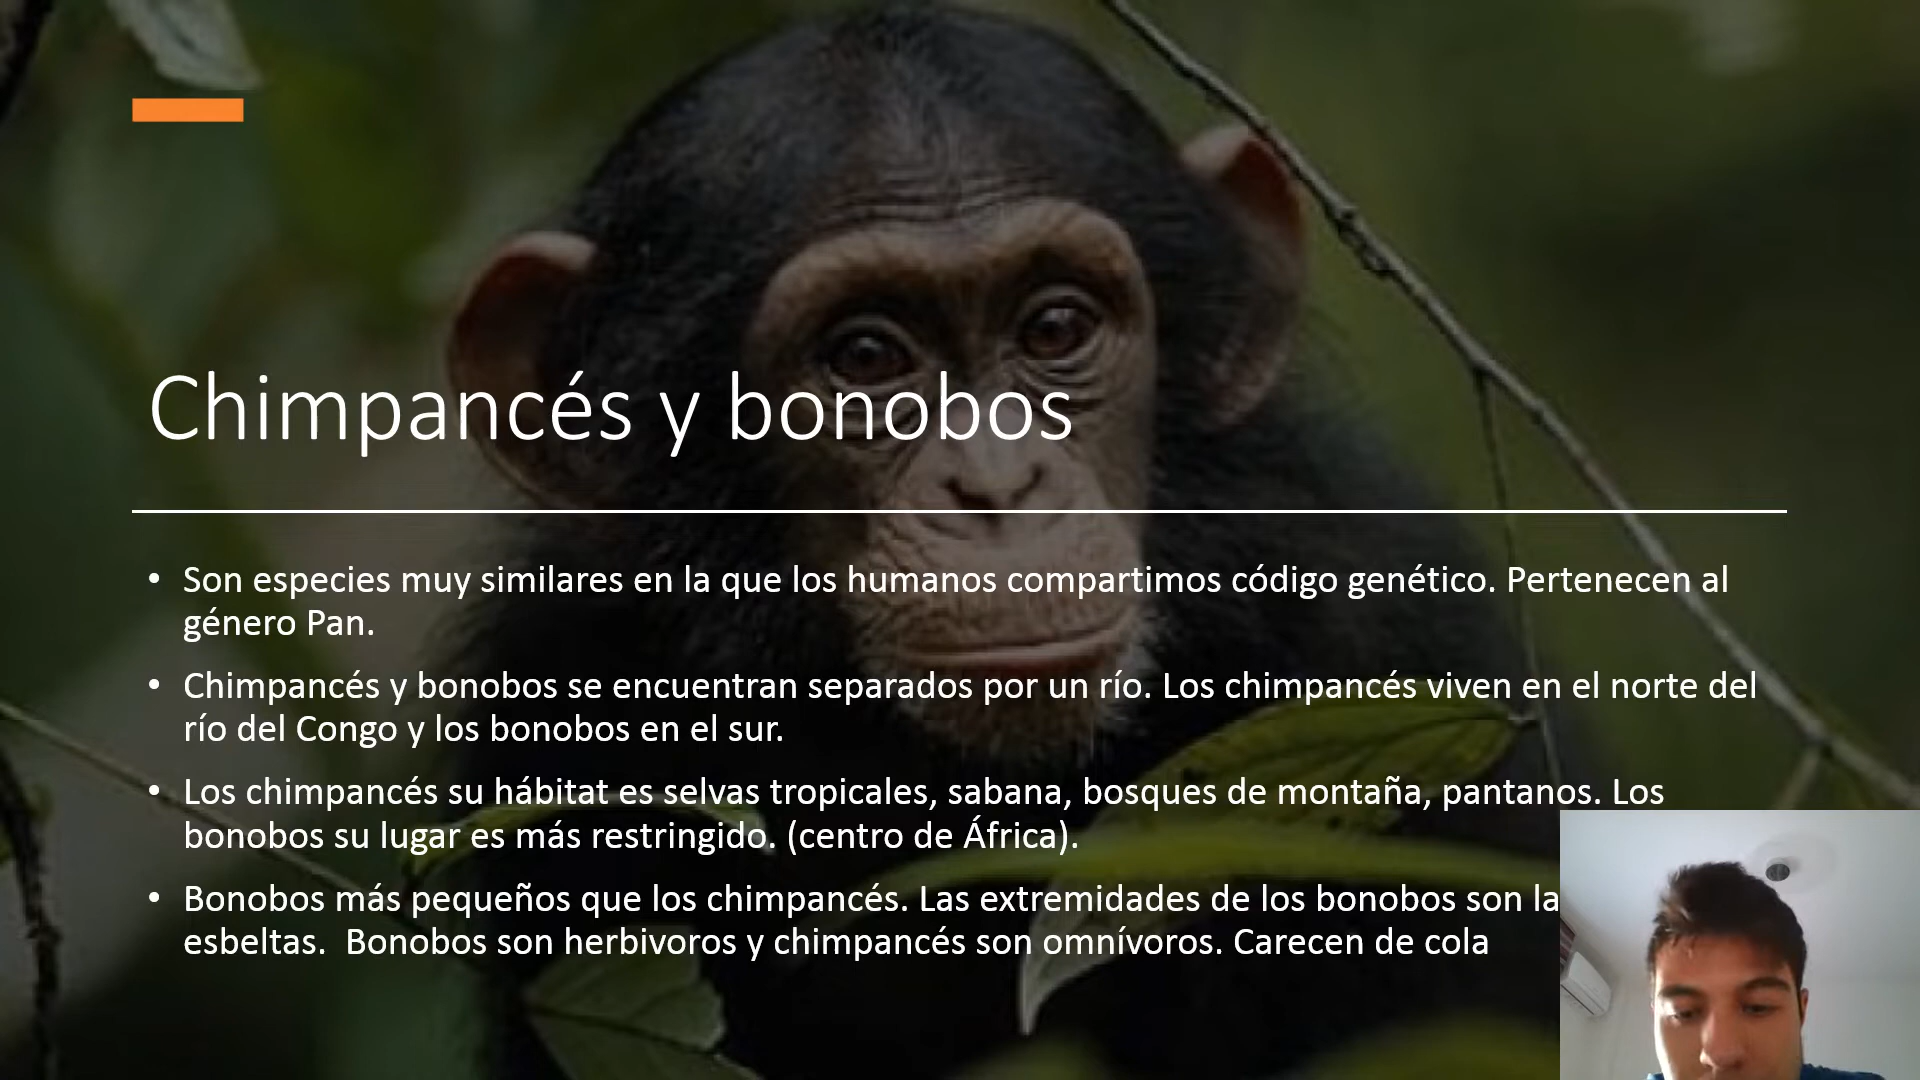 Chimpancés y bonobos
• Son especies muy similares en la que los humanos compartimos código genético. Pertenecen al
género Pan.
• Chimpancés y bonobos se encuentran separados por un río. Los chimpancés viven en el norte del
río del Congo y los bonobos en el sur.
• Los chimpancés su hábitat es selvas tropicales, sabana, bosques de montaña, pantanos. Los
bonobos su lugar es más restringido. (centro de África).
• Bonobos más pequeños que los chimpancés. Las extremidades de los bonobos son
esbeltas.  Bonobos son herbivoros y chimpancés son omnívoros. Carecen de cola